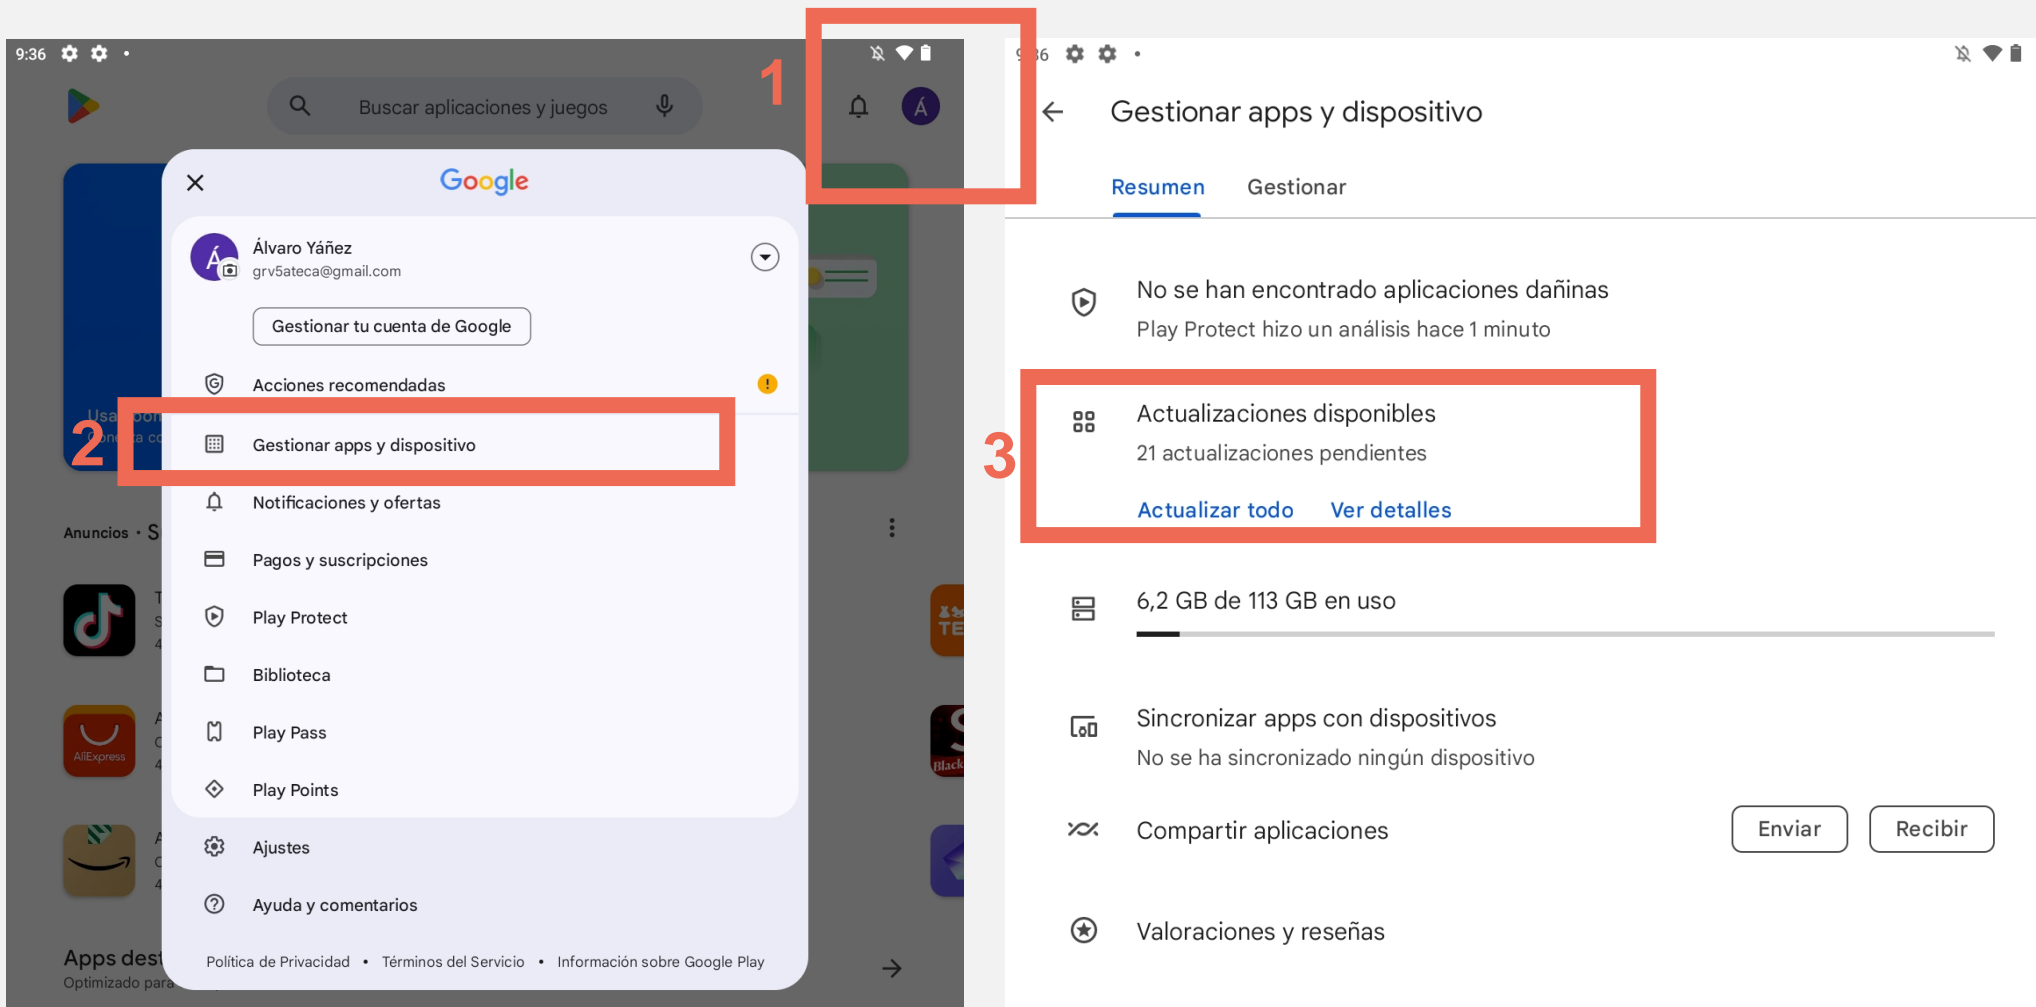 9:36
Buscar aplicaciones y juegos
Á
1
Google
Álvaro Yáñez
grv5ateca@gmail.com
Gestionar tu cuenta de Google
Acciones recomendadas
2
Gestionar apps y dispositivo
Notificaciones y ofertas
Anuncios •
Pagos y suscripciones
Play Protect
Biblioteca
AliExpress
Play Pass
Play Points
Ajustes
Ayuda y comentarios
Política de Privacidad • Términos del Servicio • Información sobre Google Play
Apps
Optimizado para
9:36
Gestionar apps y dispositivo
Resumen Gestionar
No se han encontrado aplicaciones dañinas
Play Protect hizo un análisis hace 1 minuto
3
Actualizaciones disponibles
21 actualizaciones pendientes
Actualizar todo Ver detalles
6,2 GB de 113 GB en uso
Sincronizar apps con dispositivos
No se ha sincronizado ningún dispositivo
Compartir aplicaciones
Enviar Recibir
Valoraciones y reseñas